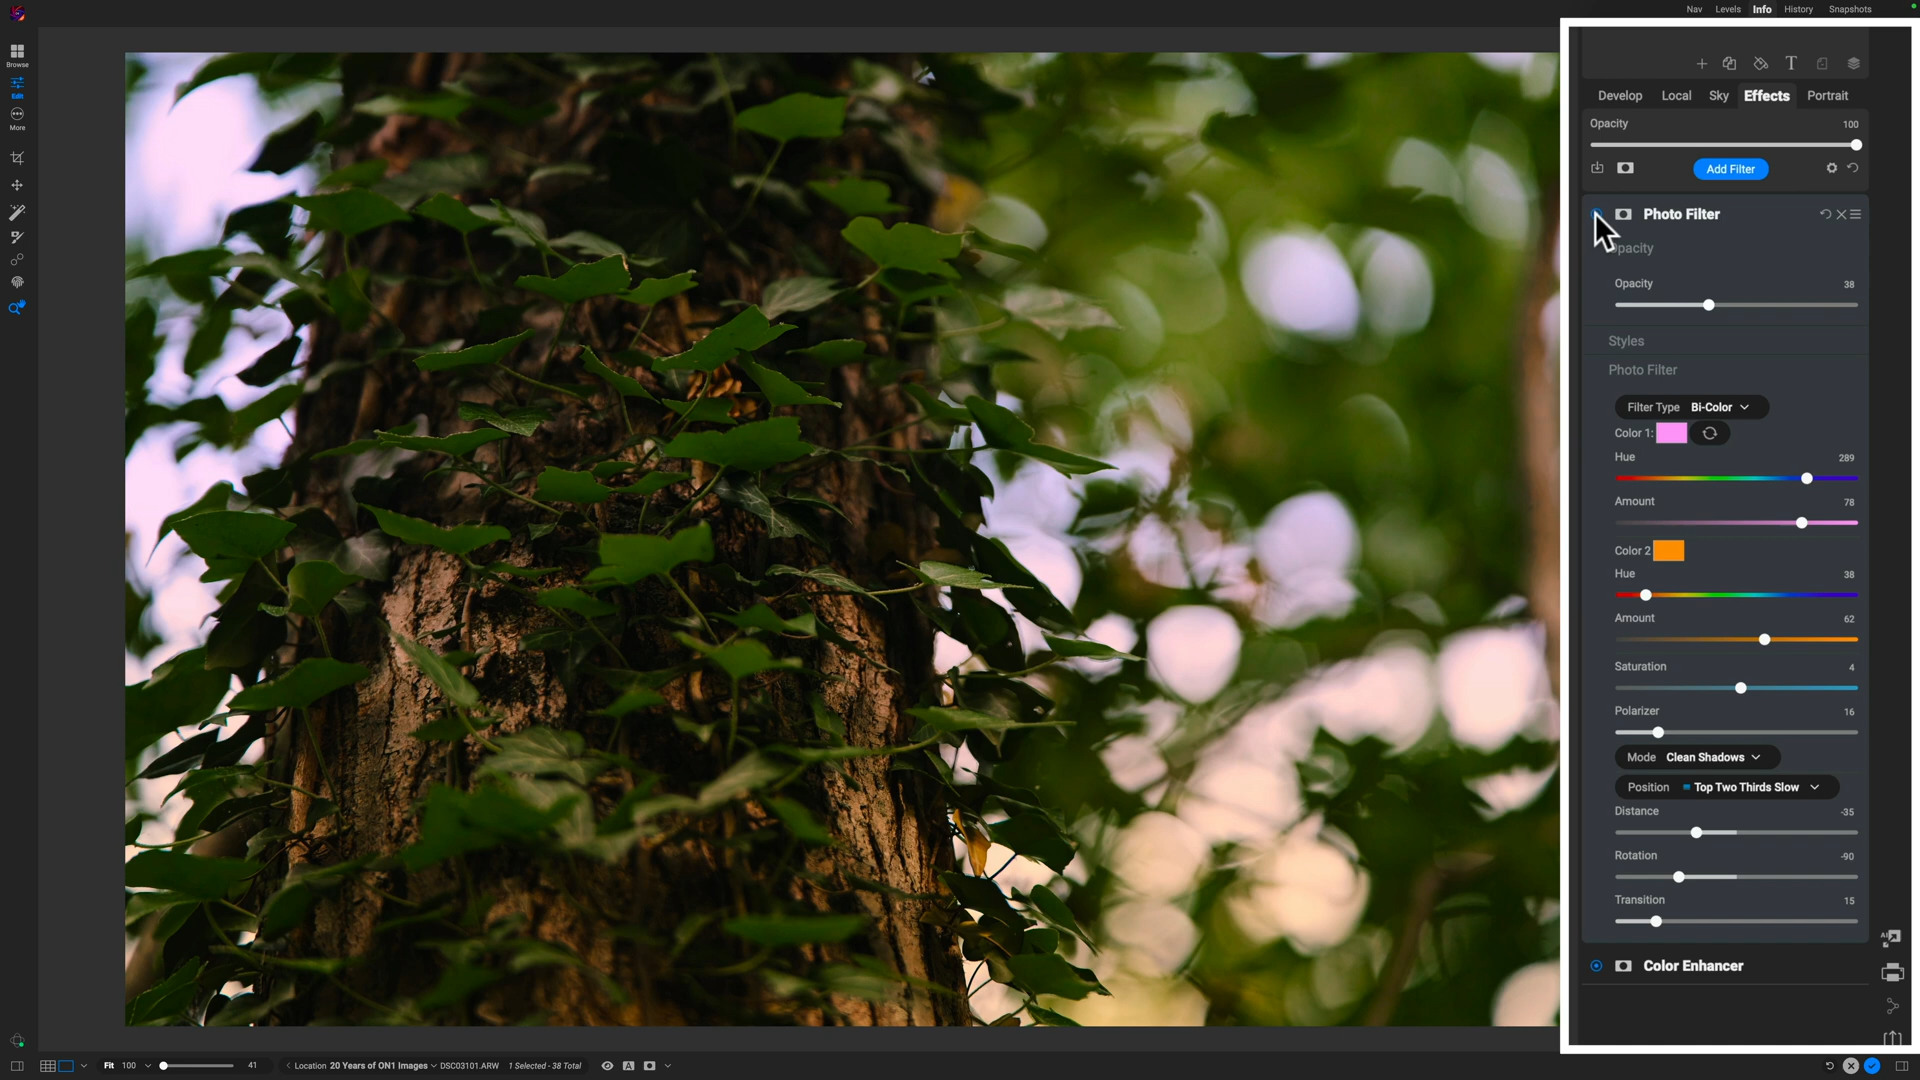 Nav Levels Info History Snapshots
Browse
Edit
More
Develop Local Sky Effects Portrait
Opacity 100
Add Filter
Photo Filter
Opacity
Opacity 38
Styles
Photo Filter
Filter Type Bi-Color
Color 1:
Hue 289
Amount 78
Color 2
Hue 38
Amount 62
Saturation 4
Polarizer 16
Mode Clean Shadows
Position Top Two Thirds Slow
Distance -35
Rotation -90
Transition 15
AI
Color Enhancer
Fit 100 41 Location 20 Years of ON1 Images DSC03101.ARW 1 Selected - 38 Total A